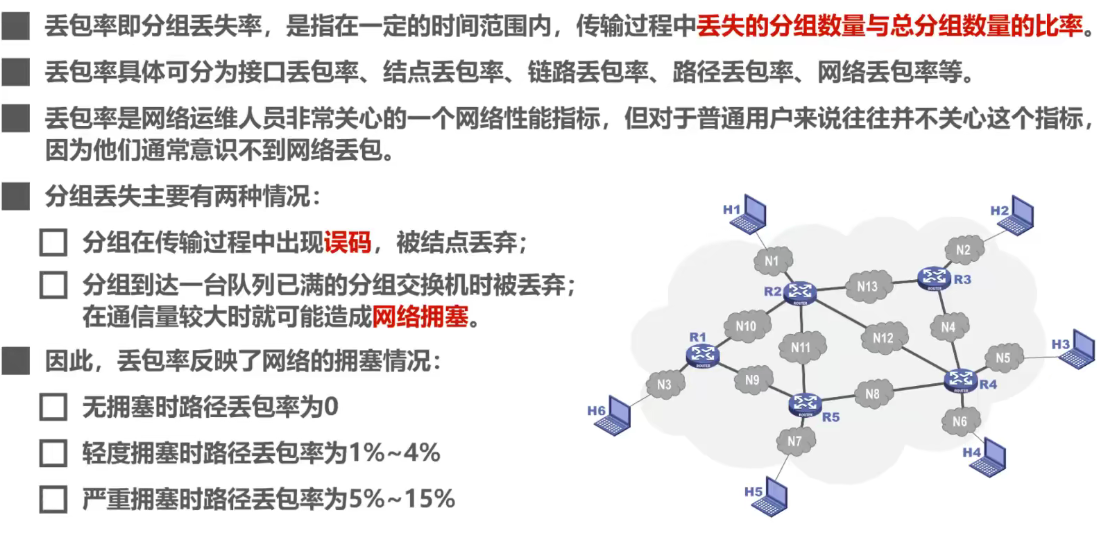 丢包率即分组丢失率，是指在一定的时间范围内，传输过程中丢失的分组数量与总分组数量的比率。
丢包率具体可分为接口丢包率、结点丢包率、链路丢包率、路径丢包率、网络丢包率等。
丢包率是网络运维人员非常关心的一个网络性能指标，但对于普通用户来说往往并不关心这个指标，
因为他们通常意识不到网络丢包。
分组丢失主要有两种情况：
分组在传输过程中出现误码，被结点丢弃；
分组到达一台队列已满的分组交换机时被丢弃；
在通信量较大时就可能造成网络拥塞。
因此，丢包率反映了网络的拥塞情况：
无拥塞时路径丢包率为0
轻度拥塞时路径丢包率为1%~4%
严重拥塞时路径丢包率为5%~15%
H1
H2
N1
N2
R2
N13
R3
N10
N11
N12
N4
R1
N5
H3
N3
N9
N8
R4
H6
R5
N6
N7
H4
H5